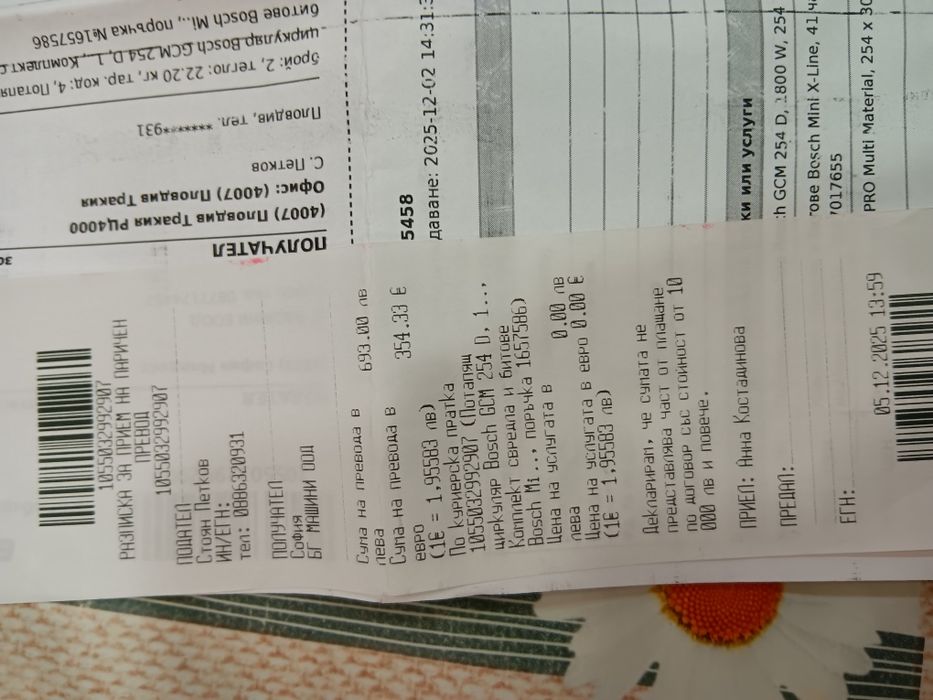 1055032992907
РАЗПИСКА ЗА ПРИЕМ НА ПАРИЧЕН
ПРЕВОД
1055032992907
ПОДАТЕЛ
Стоян Петков
ИН/ЕГН:
тел: 0886320931
ПОЛУЧАТЕЛ
София
БГ МАШИНИ ООД
Сума на превода в 693.00 лв
лева
Сума на превода в 354.33 €
евро
(1€ = 1,95583 лв)
По куриерска пратка
1055032992907 (Потапящ
циркуляр Bosch GCM 254 D, 1..,
Комплект свредла и битове
Bosch Mi .., поръчка 1657586)
Цена на услугата в 0.00 лв
лева
Цена на услугата в евро 0.00 €
(1€ = 1,95583 лв)
Декларирам, че сумата не
представлява част от плащане
по договор със стойност от 10
000 лв и повече.
ПРИЕЛ: Анна Костадинова
ПРЕДАЛ:
ЕГН:
05.12.2025 13:59
ПОЛУЧАТЕЛ
(4007) Пловдив Тракия РЦ4000
Офис: (4007) Пловдив Тракия
С. Петков
Пловдив, тел. *******931
брой: 2, тегло: 22.20 кг, тар. код: 4, Потапя
циркуляр Bosch GCM 254 D, 1.., Комплект с
битове Bosch Mi.., поръчка №1657586
5458
даване: 2025-12-02 14:31:
ки или услуги
h GCM 254 D, 1800 W, 254
ове Bosch Mini X-Line, 41 ч
7017655
PRO Multi Material, 254 x 30